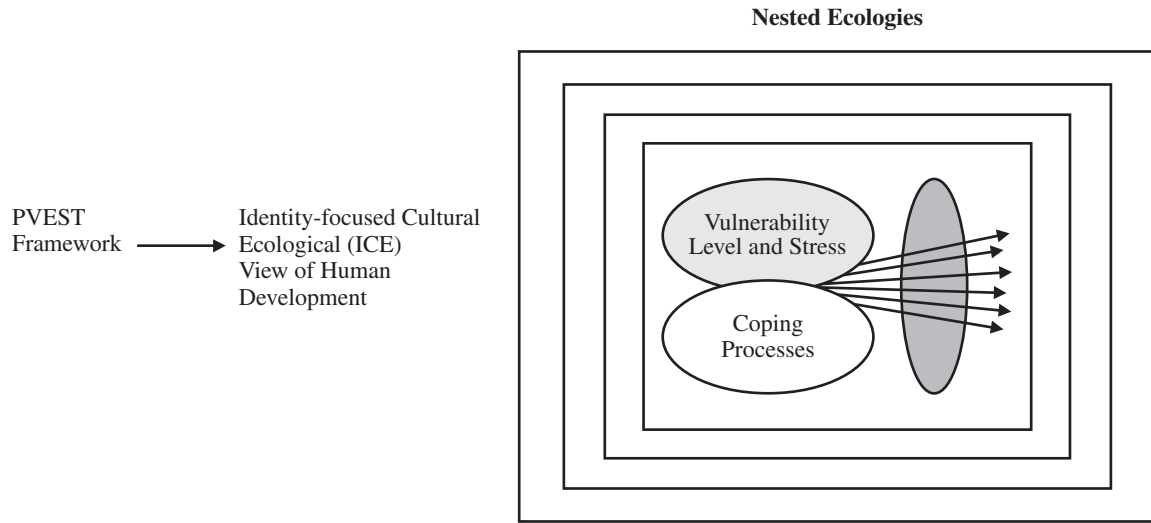 Nested Ecologies
PVEST
Framework
Identity-focused Cultural
Ecological (ICE)
View of Human
Development
Vulnerability
Level and Stress
Coping
Processes